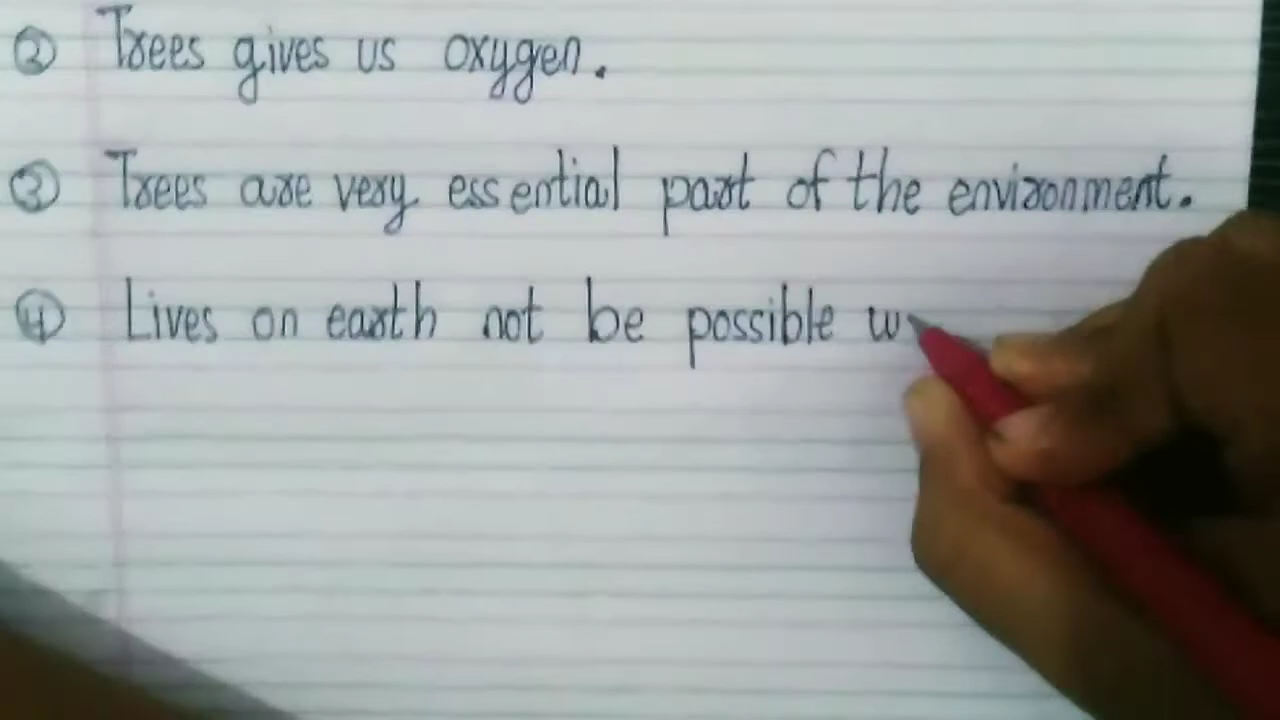 ② Trees gives us oxygen.
③ Trees are very essential part of the environment.
④ Lives on earth not be possible w